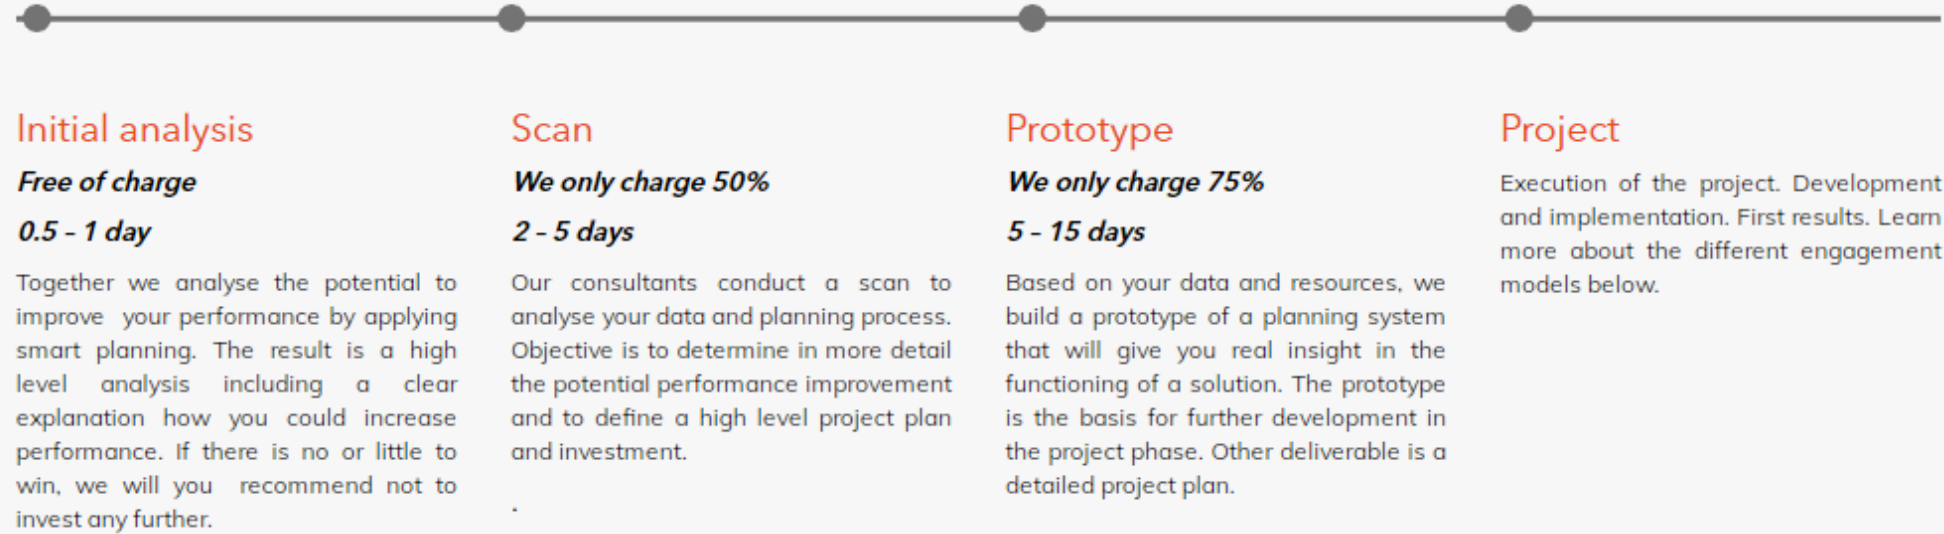 Initial analysis
Free of charge
0.5 – 1 day
Together we analyse the potential to
improve your performance by applying
smart planning. The result is a high
level analysis including a clear
explanation how you could increase
performance. If there is no or little to
win, we will you recommend not to
invest any further.
Scan
We only charge 50%
2 – 5 days
Our consultants conduct a scan to
analyse your data and planning process.
Objective is to determine in more detail
the potential performance improvement
and to define a high level project plan
and investment.
.
Prototype
We only charge 75%
5 – 15 days
Based on your data and resources, we
build a prototype of a planning system
that will give you real insight in the
functioning of a solution. The prototype
is the basis for further development in
the project phase. Other deliverable is a
detailed project plan.
Project
Execution of the project. Development
and implementation. First results. Learn
more about the different engagement
models below.